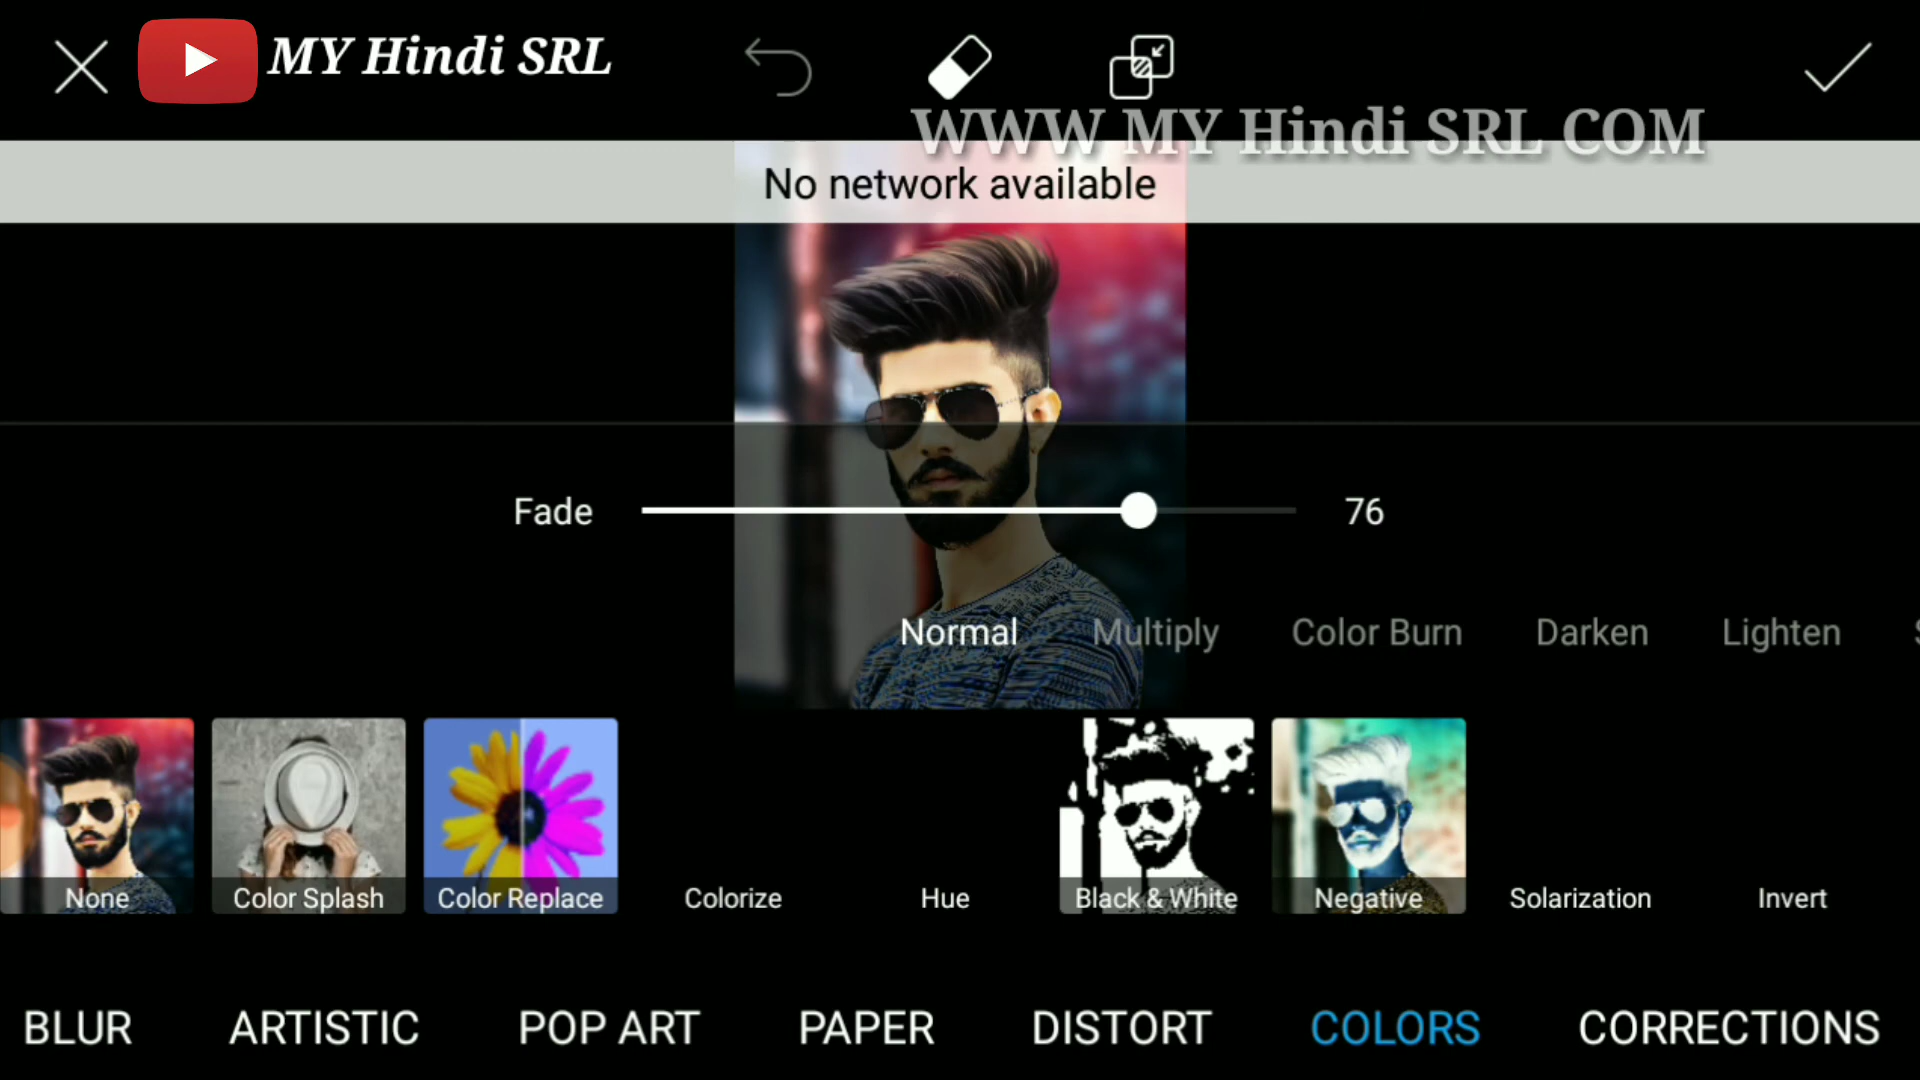 MY Hindi SRL
WWW MY Hindi SRL COM
No network available
Fade 76
Normal Multiply Color Burn Darken Lighten
None Color Splash Color Replace Colorize Hue Black & White Negative Solarization Invert
BLUR ARTISTIC POP ART PAPER DISTORT COLORS CORRECTIONS